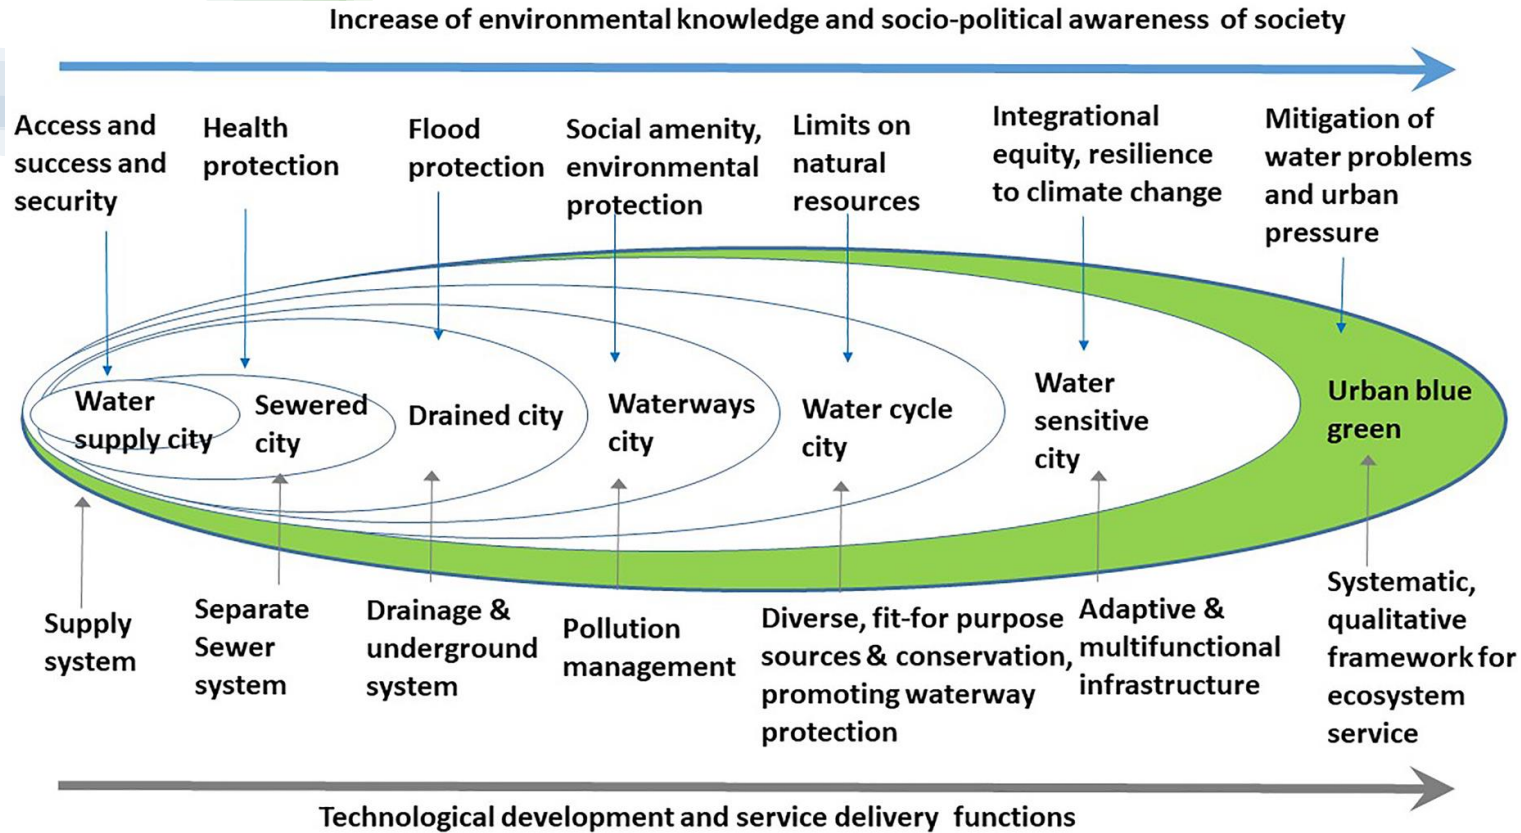 Increase of environmental knowledge and socio-political awareness of society
Access and
success and
security
Health
protection
Flood
protection
Social amenity,
environmental
protection
Limits on
natural
resources
Integrational
equity, resilience
to climate change
Mitigation of
water problems
and urban
pressure
Water
supply city
Sewered
city
Drained city
Waterways
city
Water cycle
city
Water
sensitive
city
Urban blue
green
Supply
system
Separate
Sewer
system
Drainage &
underground
system
Pollution
management
Diverse, fit-for purpose
sources & conservation,
promoting waterway
protection
Adaptive &
multifunctional
infrastructure
Systematic,
qualitative
framework for
ecosystem
service
Technological development and service delivery functions